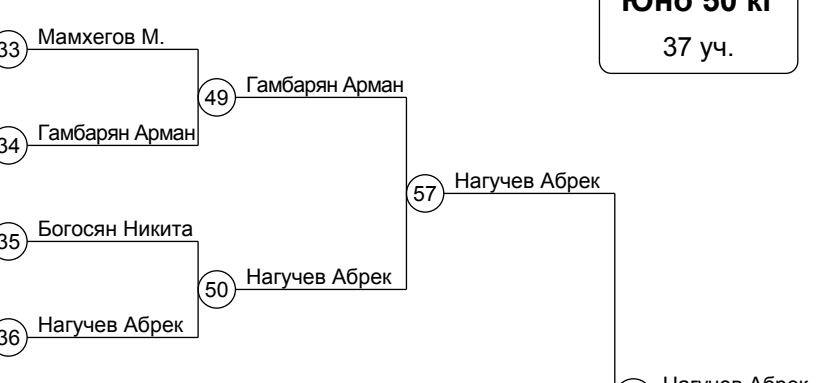 Юно 50 кг
37 уч.
33 Мамхегов М.
49 Гамбарян Арман
34 Гамбарян Арман
57 Нагучев Абрек
35 Богосян Никита
50 Нагучев Абрек
36 Нагучев Абрек
Нагучев Абрек